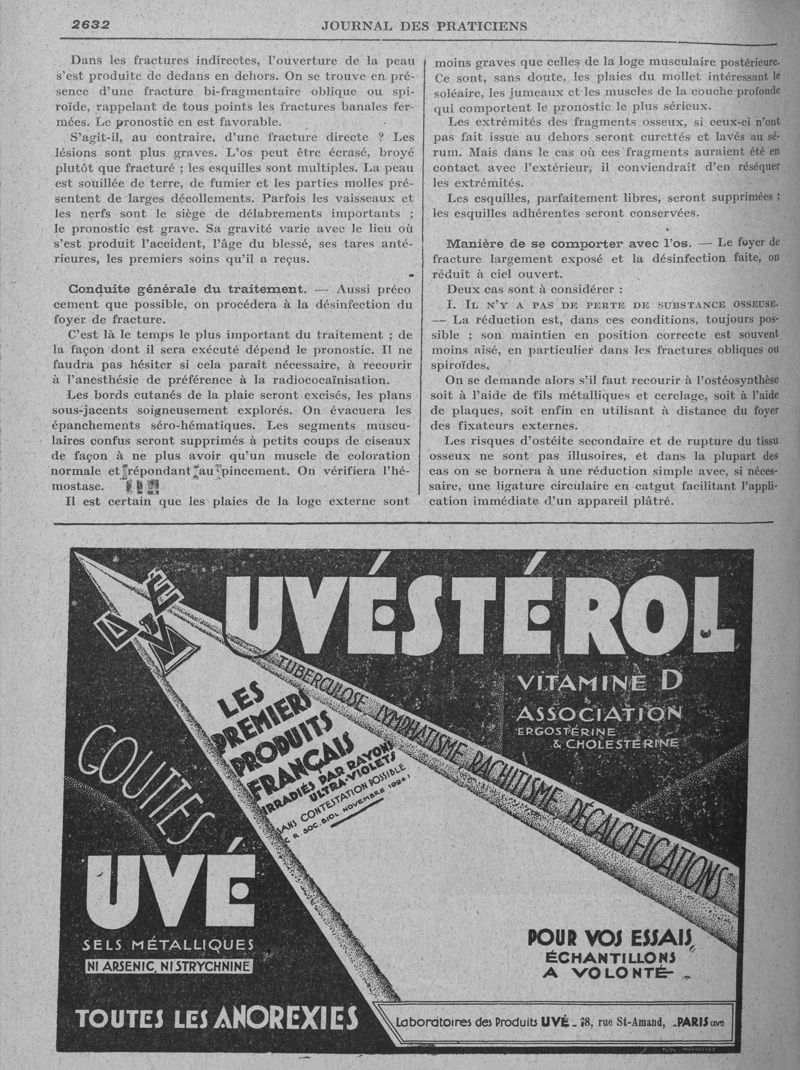 2632
JOURNAL DES PRATICIENS
Dans les fractures indirectes, l'ouverture de la peau
s'est produite de dedans en dehors. On se trouve en pré-
sence d'une fracture bi-fragmentaire oblique ou spi-
roïde, rappelant de tous points les fractures banales fer-
mées. Le pronostic en est favorable.
S'agit-il, au contraire, d'une fracture directe ? Les
lésions sont plus graves. L'os peut être écrasé, broyé
plutôt que fracturé ; les esquilles sont multiples. La peau
est souillée de terre, de fumier et les parties molles pré-
sentent de larges décollements. Parfois les vaisseaux et
les nerfs sont le siège de délabrements importants ;
le pronostic est grave. Sa gravité varie avec le lieu où
s'est produit l'accident, l'âge du blessé, ses tares anté-
rieures, les premiers soins qu'il a reçus.
Conduite générale du traitement. — Aussi préco
cement que possible, on procédera à la désinfection du
foyer de fracture.
C'est là le temps le plus important du traitement ; de
la façon dont il sera exécuté dépend le pronostic. Il ne
faudra pas hésiter si cela paraît nécessaire, à recourir
à l'anesthésie de préférence à la radiococaïnisation.
Les bords cutanés de la plaie seront excisés, les plans
sous-jacents soigneusement explorés. On évacuera les
épanchements séro-hématiques. Les segments muscu-
laires confus seront supprimés à petits coups de ciseaux
de façon à ne plus avoir qu'un muscle de coloration
normale et répondant au pincement. On vérifiera l'hé-
mostase.
Il est certain que les plaies de la loge externe sont
moins graves que celles de la loge musculaire postérieure.
Ce sont, sans doute, les plaies du mollet intéressant le
soléaire, les jumeaux et les muscles de la couche profonde
qui comportent le pronostic le plus sérieux.
Les extrémités des fragments osseux, si ceux-ci n'ont
pas fait issue au dehors seront curettés et lavés au sé-
rum. Mais dans le cas où ces fragments auraient été en
contact avec l'extérieur, il conviendrait d'en réséquer
les extrémités.
Les esquilles, parfaitement libres, seront supprimées ;
les esquilles adhérentes seront conservées.
Manière de se comporter avec l'os. — Le foyer de
fracture largement exposé et la désinfection faite, on
réduit à ciel ouvert.
Deux cas sont à considérer :
I. IL N'Y A PAS DE PERTE DE SUBSTANCE OSSEUSE.
— La réduction est, dans ces conditions, toujours pos-
sible ; son maintien en position correcte est souvent
moins aisé, en particulier dans les fractures obliques ou
spiroïdes.
On se demande alors s'il faut recourir à l'ostéosynthèse
soit à l'aide de fils métalliques et cerclage, soit à l'aide
de plaques, soit enfin en utilisant à distance du foyer
des fixateurs externes.
Les risques d'ostéite secondaire et de rupture du tissu
osseux ne sont pas illusoires, et dans la plupart des
cas on se bornera à une réduction simple avec, si néces-
saire, une ligature circulaire en catgut facilitant l'appli-
cation immédiate d'un appareil plâtré.
UVÉSTÉROL
VITAMINE D
ASSOCIATION
ERGOSTÉRINE
& CHOLESTÉRINE
TUBERCULOSE LYMPHATISME RACHITISME DÉCALCIFICATIONS
LES
PREMIERS
PRODUITS
FRANÇAIS
IRRADIÉS PAR RAYONS
ULTRA-VIOLETS
SANS CONTESTATION POSSIBLE
C. R. SOC. BIOL. NOVEMBRE 1924)
GOUTTES
UVÉ
SELS MÉTALLIQUES
NI ARSENIC, NI STRYCHNINE
TOUTES LES ANOREXIES
POUR VOS ESSAIS
ÉCHANTILLONS
A VOLONTÉ
Laboratoires des Produits UVÉ - 78, rue St-Amand, - PARIS (XVe)